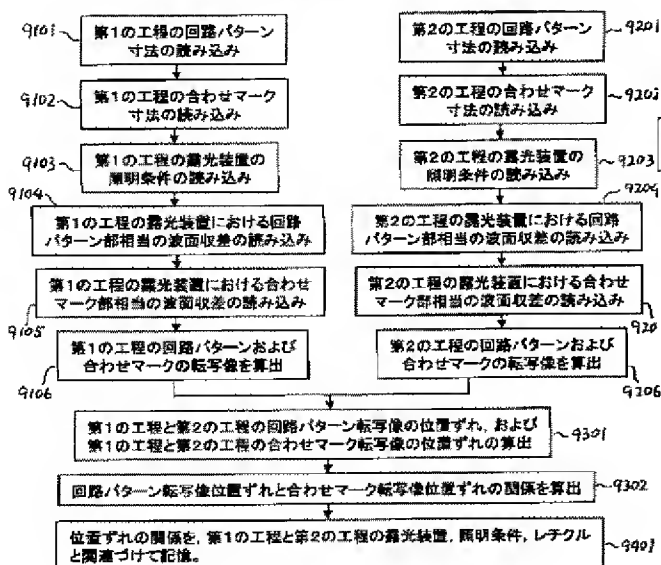 9101
第1の工程の回路パターン
寸法の読み込み
9102
第1の工程の合わせマーク
寸法の読み込み
9103
第1の工程の露光装置の
照明条件の読み込み
9104
第1の工程の露光装置における回路
パターン部相当の波面収差の読み込み
第1の工程の露光装置における合わせ
マーク部相当の波面収差の読み込み
9105
第1の工程の回路パターンおよび
合わせマークの転写像を算出
9106
9201
第2の工程の回路パターン
寸法の読み込み
第2の工程の合わせマーク
寸法の読み込み
9203
第2の工程の露光装置の
照明条件の読み込み
9204
第2の工程の露光装置における回路
パターン部相当の波面収差の読み込み
第2の工程の露光装置における合わせ
マーク部相当の波面収差の読み込み
920
第2の工程の回路パターンおよび
合わせマークの転写像を算出
9206
第1の工程と第2の工程の回路パターン転写像の位置ずれ、および
第1の工程と第2の工程の合わせマーク転写像の位置ずれの算出
9301
回路パターン転写像位置ずれと合わせマーク転写像位置ずれの関係を算出
9302
位置ずれの関係を、第1の工程と第2の工程の露光装置、照明条件、レチクル
と関連づけて記憶。
9401